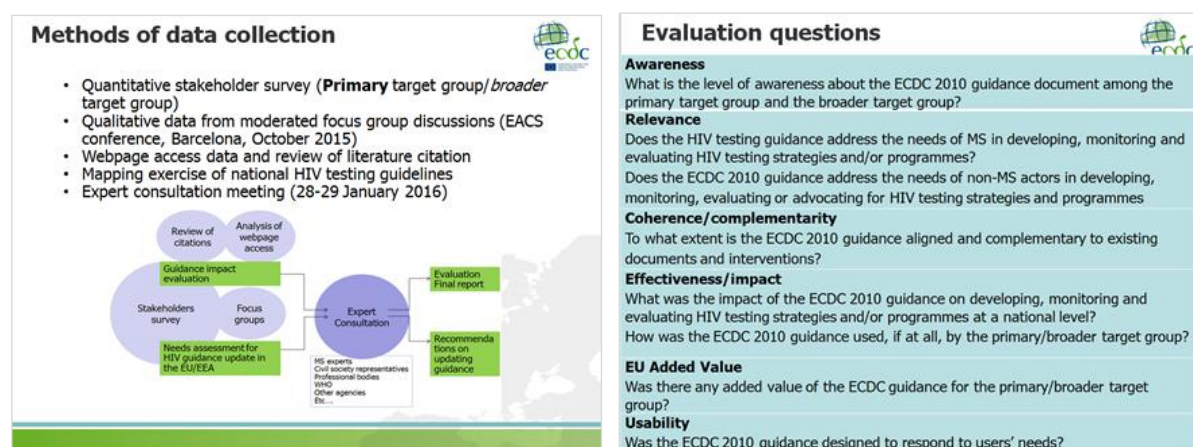 Methods of data collection
ecdc
• Quantitative stakeholder survey (Primary target group/broader
target group)
• Qualitative data from moderated focus group discussions (EACS
conference, Barcelona, October 2015)
• Webpage access data and review of literature citation
• Mapping exercise of national HIV testing guidelines
• Expert consultation meeting (28-29 January 2016)
Review of
citations
Analysis of
webpage
access
Guidance impact
evaluation
Stakeholders
survey
Focus
groups
Needs assessment for
HIV guidance update in
the EU/EEA
Expert
Consultation
MS experts
Civil society representatives
Professional bodies
WHO
Other agencies
Etc....
Evaluation
Final report
Recommenda
tions on
updating
guidance
Evaluation questions
ecdc
Awareness
What is the level of awareness about the ECDC 2010 guidance document among the
primary target group and the broader target group?
Relevance
Does the HIV testing guidance address the needs of MS in developing, monitoring and
evaluating HIV testing strategies and/or programmes?
Does the ECDC 2010 guidance address the needs of non-MS actors in developing,
monitoring, evaluating or advocating for HIV testing strategies and programmes
Coherence/complementarity
To what extent is the ECDC 2010 guidance aligned and complementary to existing
documents and interventions?
Effectiveness/impact
What was the impact of the ECDC 2010 guidance on developing, monitoring and
evaluating HIV testing strategies and/or programmes at a national level?
How was the ECDC 2010 guidance used, if at all, by the primary/broader target group?
EU Added Value
Was there any added value of the ECDC guidance for the primary/broader target
group?
Usability
Was the ECDC 2010 guidance designed to respond to users' needs?